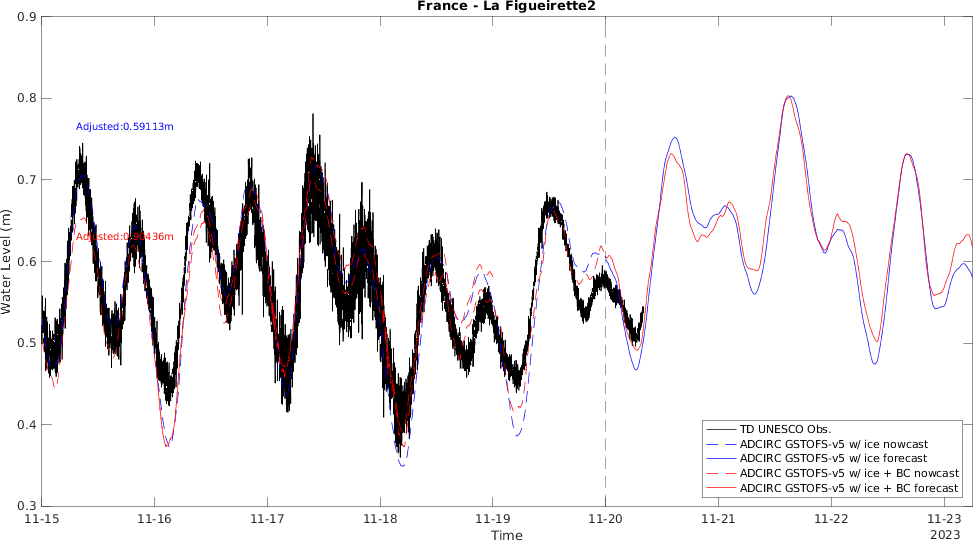 France - La Figueirette2
0.9
0.8
0.7
0.6
0.5
0.4
0.3
Water Level (m)
Adjusted:0.59113m
TD UNESCO Obs.
ADCIRC GSTOFS-v5 w/ ice nowcast
ADCIRC GSTOFS-v5 w/ ice forecast
ADCIRC GSTOFS-v5 w/ ice + BC nowcast
ADCIRC GSTOFS-v5 w/ ice + BC forecast
11-15 11-16 11-17 11-18 11-19 11-20 11-21 11-22 11-23
Time
2023